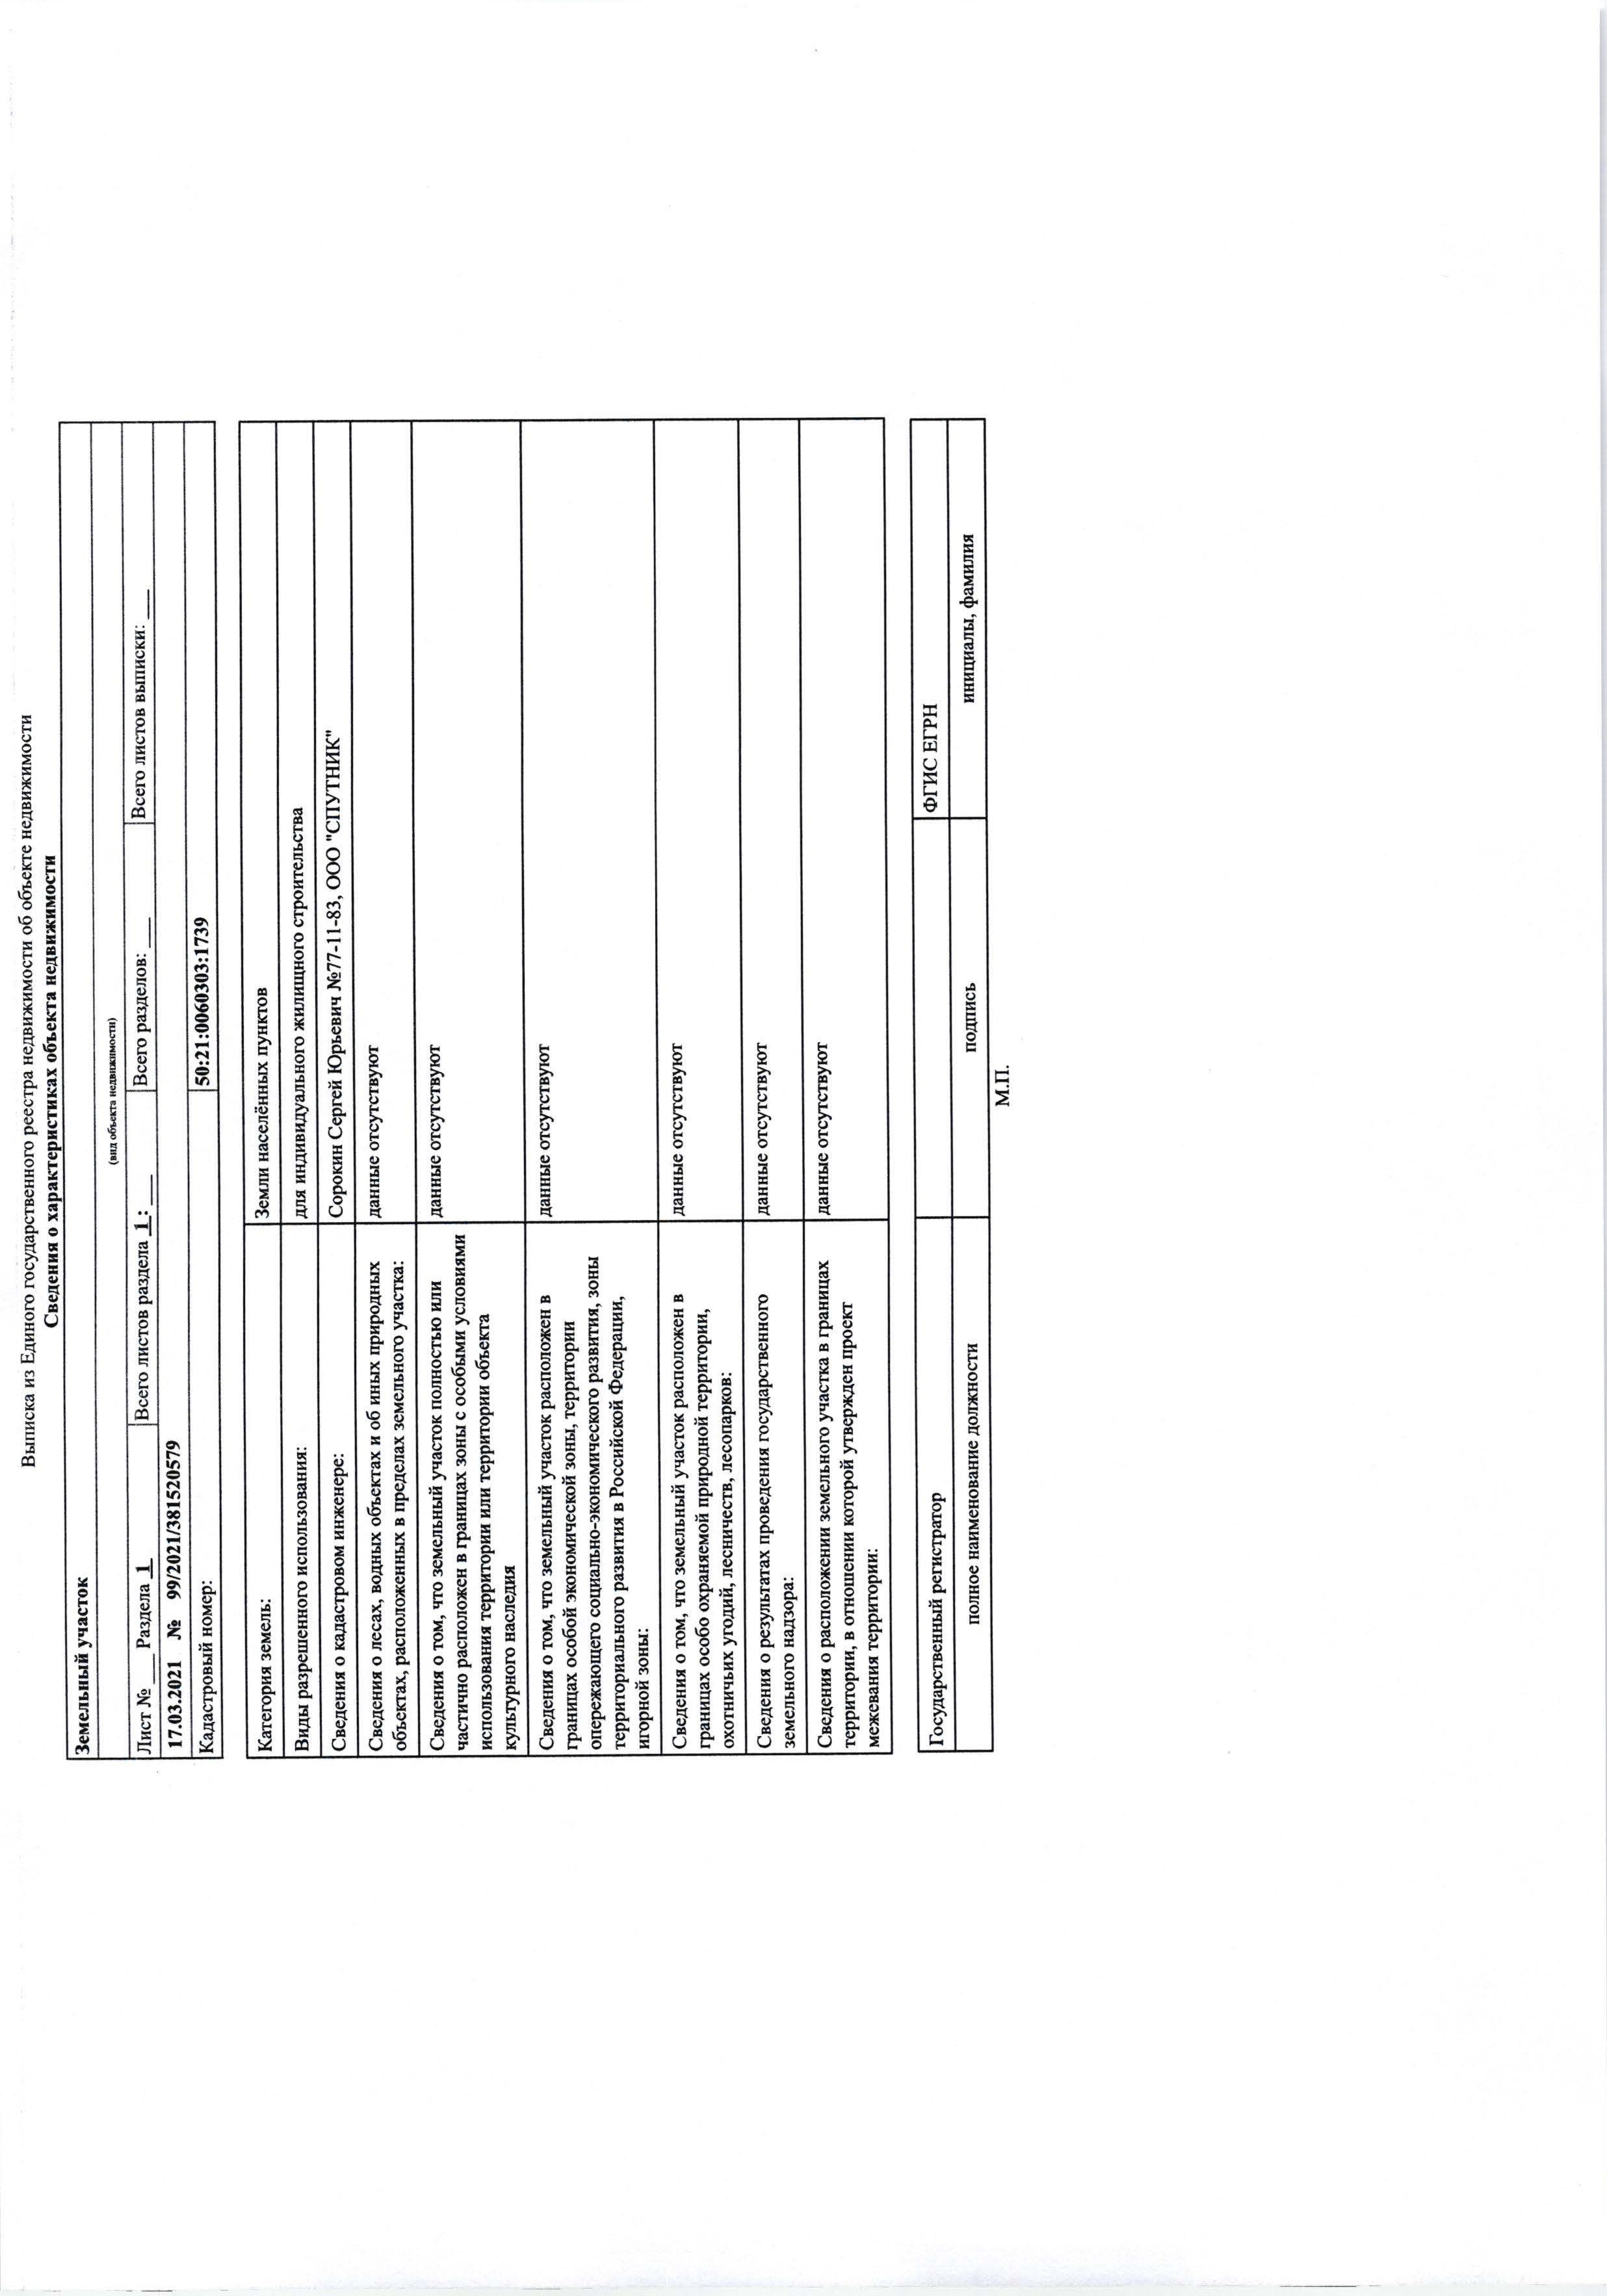 Выписка из Единого государственного реестра недвижимости об объекте недвижимости
Сведения о характеристиках объекта недвижимости
Земельный участок
(вид объекта недвижимости)
Лист № ___ Раздела 1 Всего листов раздела 1: ___ Всего разделов: ___ Всего листов выписки: ___
17.03.2021 № 99/2021/381520579
Кадастровый номер: 50:21:0060303:1739
Категория земель: Земли населённых пунктов
Виды разрешенного использования: для индивидуального жилищного строительства
Сведения о кадастровом инженере: Сорокин Сергей Юрьевич №77-11-83, ООО "СПУТНИК"
Сведения о лесах, водных объектах и об иных природных данные отсутствуют
объектах, расположенных в пределах земельного участка:
Сведения о том, что земельный участок полностью или данные отсутствуют
частично расположен в границах зоны с особыми условиями
использования территории или территории объекта
культурного наследия
Сведения о том, что земельный участок расположен в данные отсутствуют
границах особой экономической зоны, территории
опережающего социально-экономического развития, зоны
территориального развития в Российской Федерации,
игорной зоны:
Сведения о том, что земельный участок расположен в данные отсутствуют
границах особо охраняемой природной территории,
охотничьих угодий, лесничеств, лесопарков:
Сведения о результатах проведения государственного данные отсутствуют
земельного надзора:
Сведения о расположении земельного участка в границах данные отсутствуют
территории, в отношении которой утвержден проект
межевания территории:
Государственный регистратор ФГИС ЕГРН
полное наименование должности подпись инициалы, фамилия
М.П.